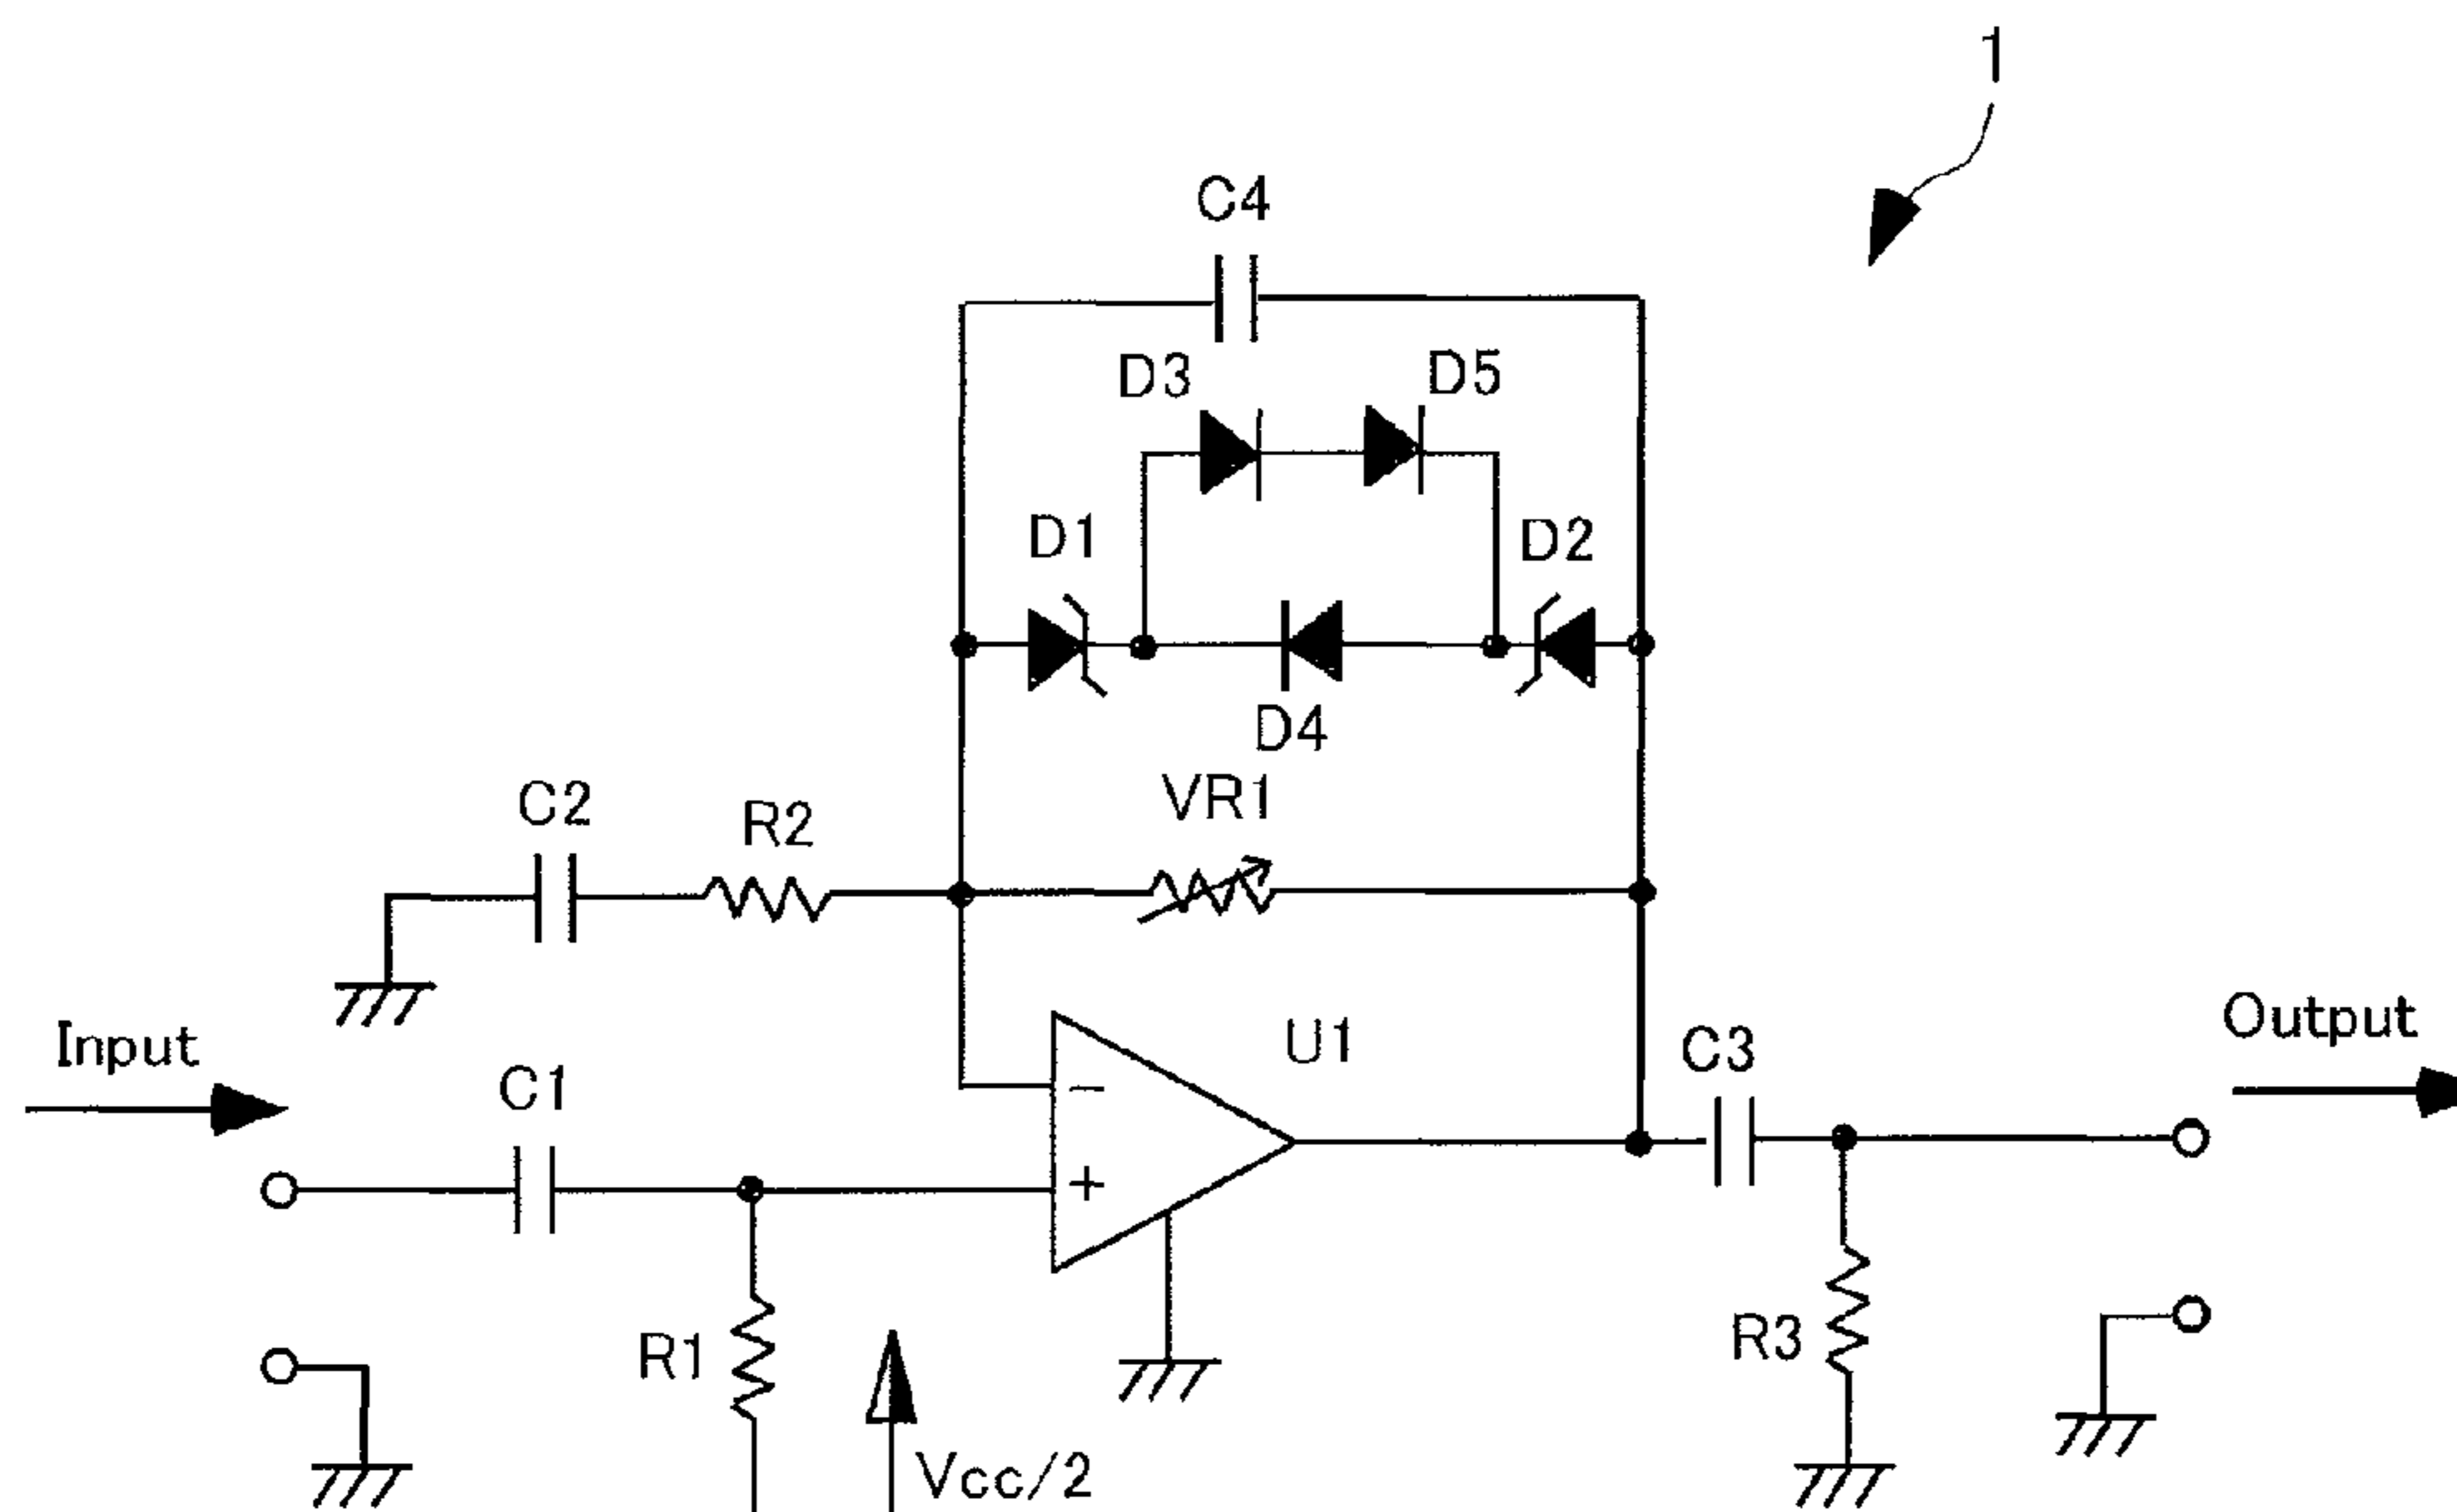 1
C4
D3
D5
D1
D2
D4
C2
R2
VR1
Input
C1
U1
C3
Output
−
+
R1
R3
Vcc/2